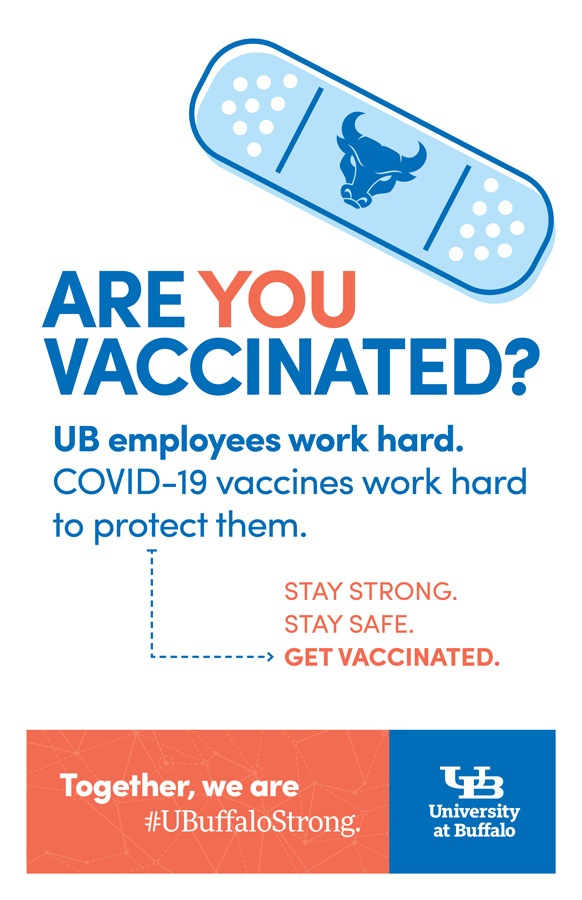 ARE YOU
VACCINATED?
UB employees work hard.
COVID-19 vaccines work hard
to protect them.
STAY STRONG.
STAY SAFE.
GET VACCINATED.
Together, we are
#UBuffaloStrong.
UB
University
at Buffalo